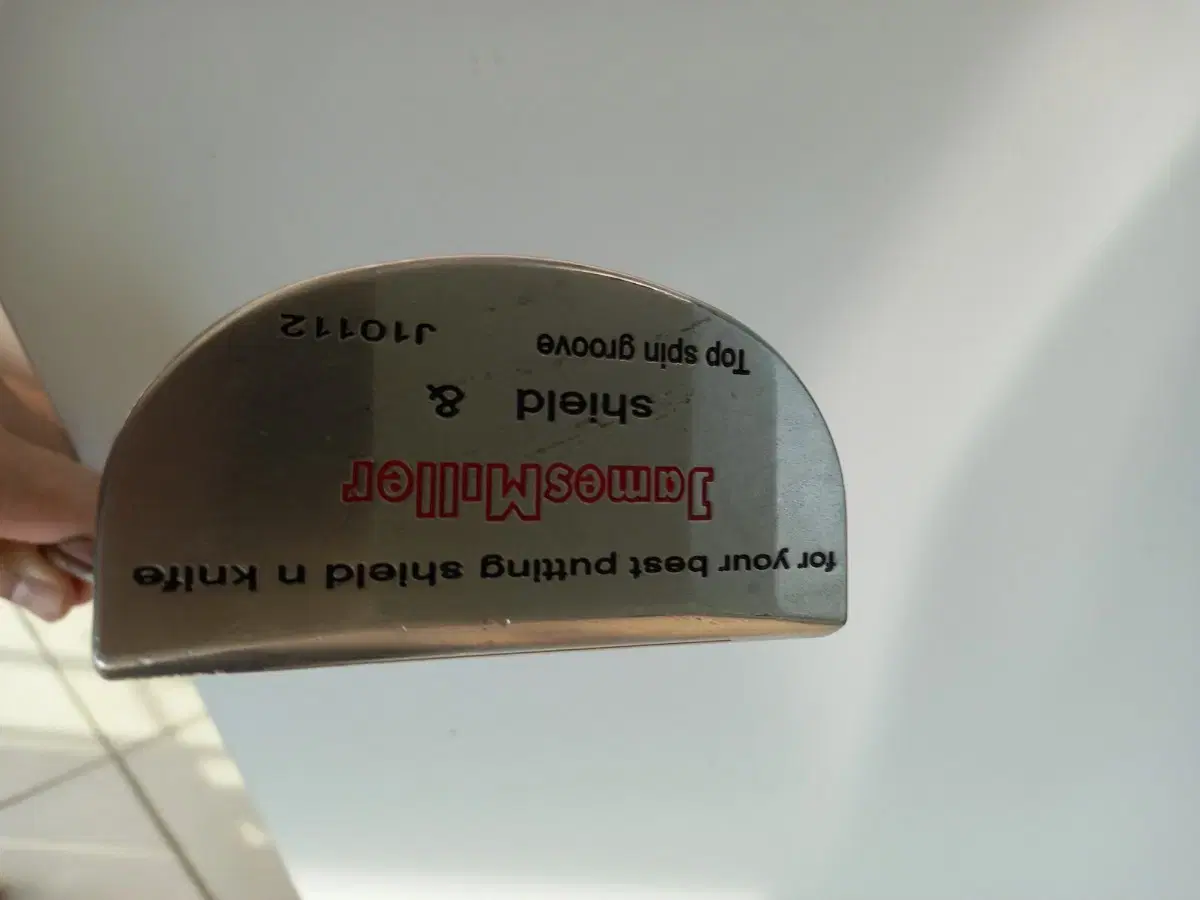 for your best putting shield n knife
JamesMiller
shield &
Top spin groove J10112